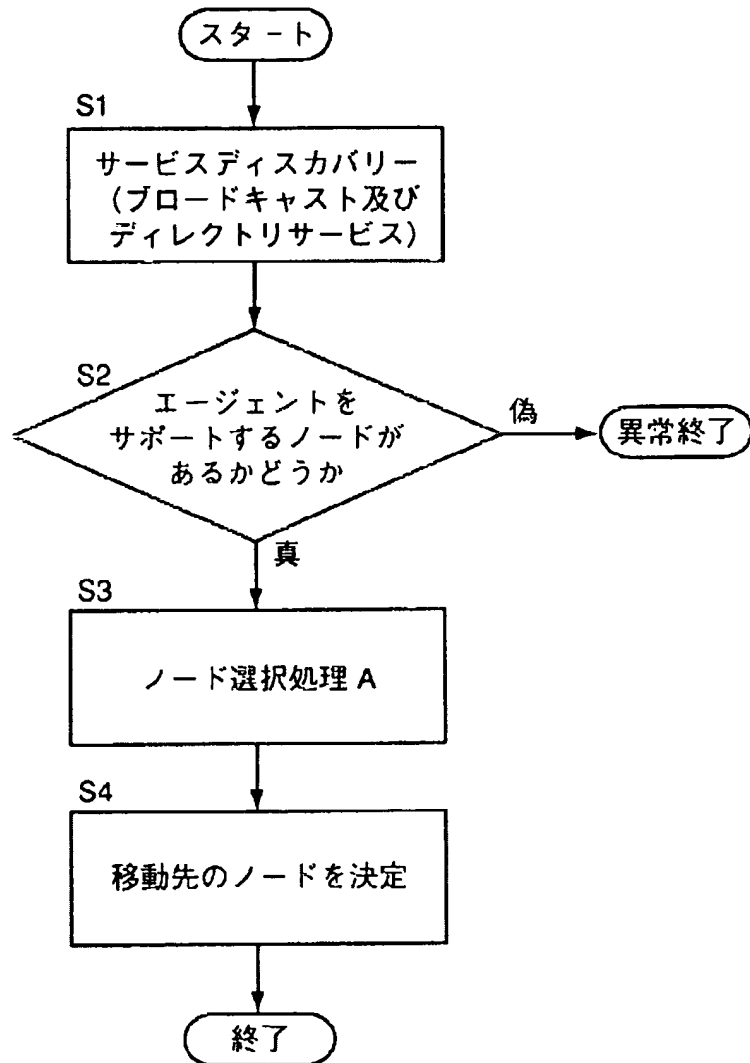 スタート
S1
サービスディスカバリー
(ブロードキャスト及び
ディレクトリサービス)
S2
エージェントを
サポートするノードが
あるかどうか
偽
異常終了
真
S3
ノード選択処理 A
S4
移動先のノードを決定
終了